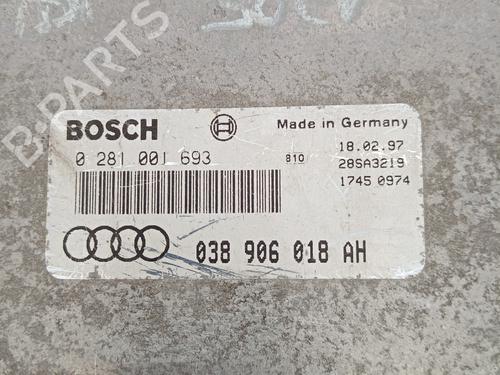 BOSCH
Made in Germany
0 281 001 693
810
18.02.97
28SA3219
1745 0974
038 906 018 AH
B-PARTS